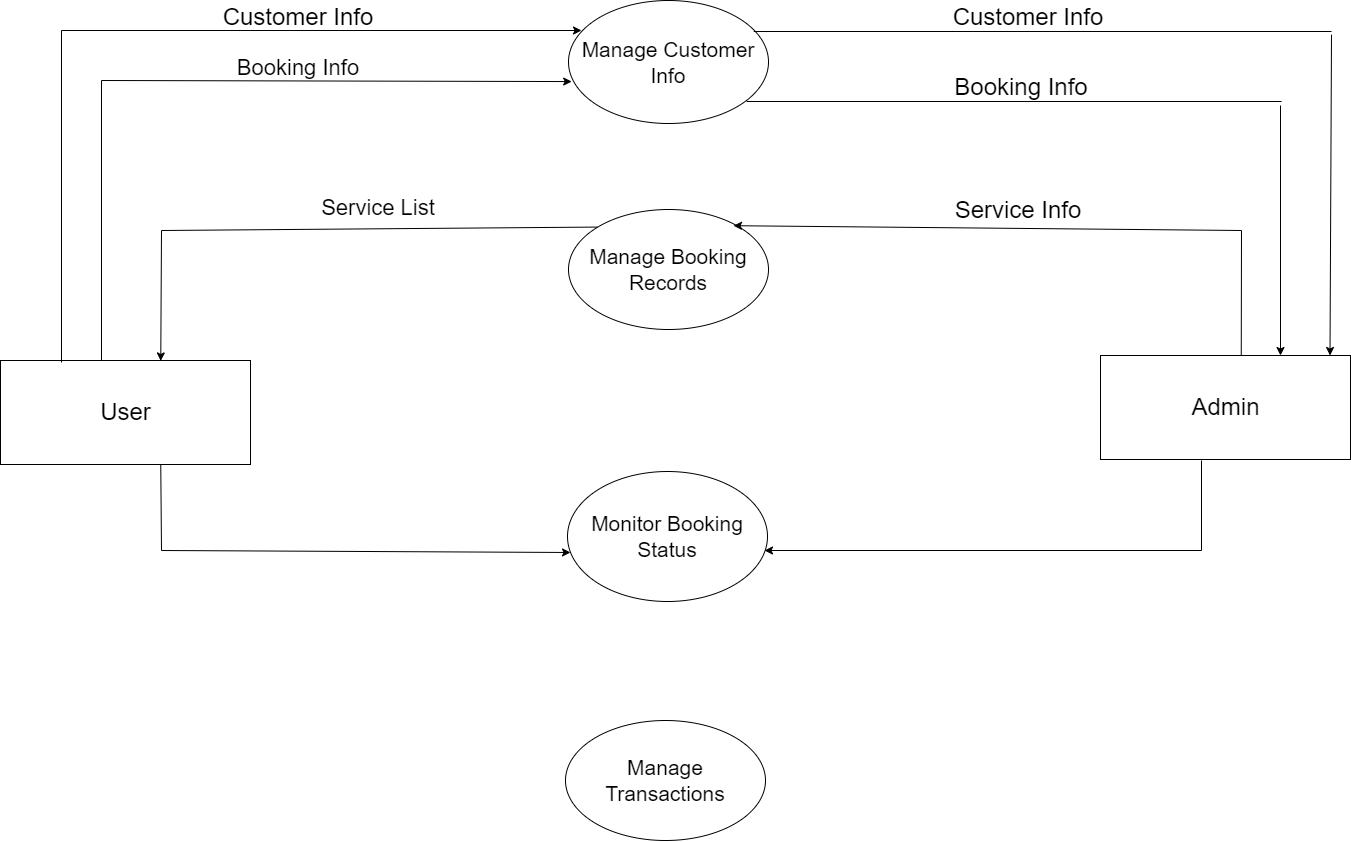 Customer Info
Customer Info
Manage Customer
Info
Booking Info
Booking Info
Service List
Service Info
Manage Booking
Records
User
Admin
Monitor Booking
Status
Manage
Transactions